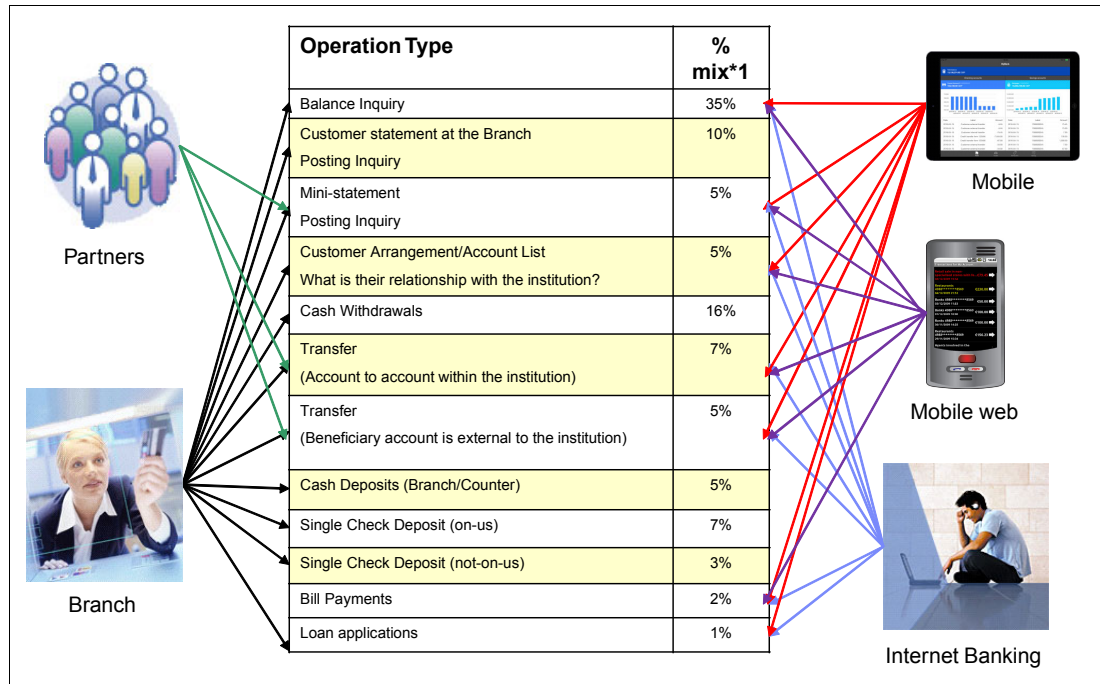 Operation Type
%
mix*1
Balance Inquiry 35%
Customer statement at the Branch 10%
Posting Inquiry
Mini-statement 5%
Posting Inquiry
Customer Arrangement/Account List 5%
What is their relationship with the institution?
Cash Withdrawals 16%
Transfer 7%
(Account to account within the institution)
Transfer 5%
(Beneficiary account is external to the institution)
Cash Deposits (Branch/Counter) 5%
Single Check Deposit (on-us) 7%
Single Check Deposit (not-on-us) 3%
Bill Payments 2%
Loan applications 1%
Partners
Branch
Mobile
Mobile web
Internet Banking